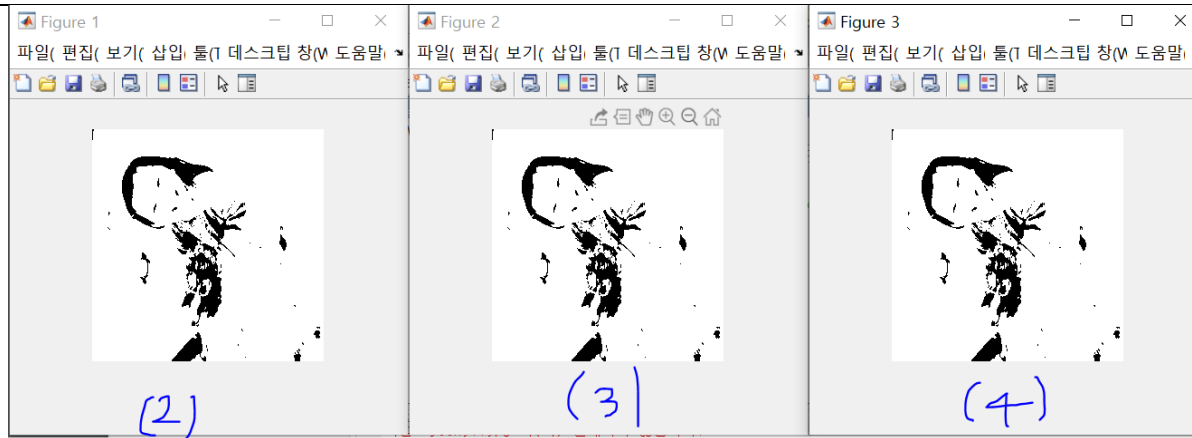 Figure 1
Figure 2
Figure 3
파일( 편집( 보기( 삽입( 툴(T 데스크탑 창(W 도움말(
파일( 편집( 보기( 삽입( 툴(T 데스크탑 창(W 도움말(
파일( 편집( 보기( 삽입( 툴(T 데스크탑 창(W 도움말(
(2)
(3)
(4)